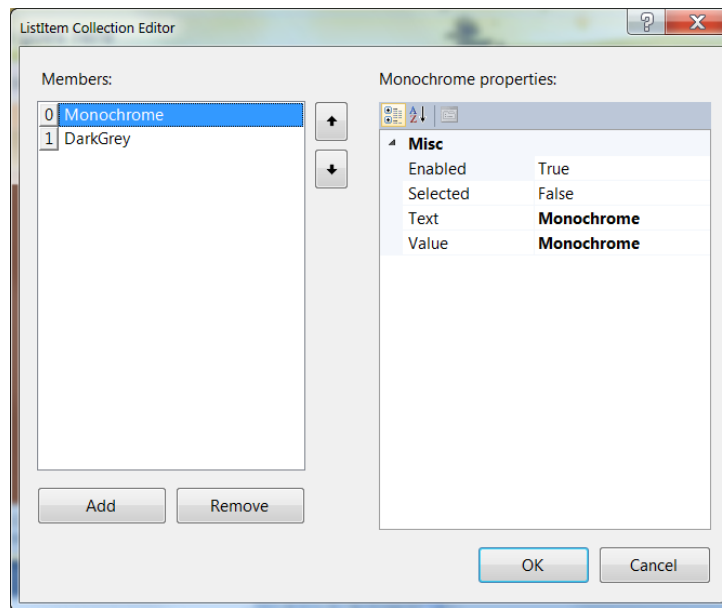 ListItem Collection Editor
Members:
0 Monochrome
1 DarkGrey
Add
Remove
Monochrome properties:
Misc
Enabled True
Selected False
Text Monochrome
Value Monochrome
OK
Cancel